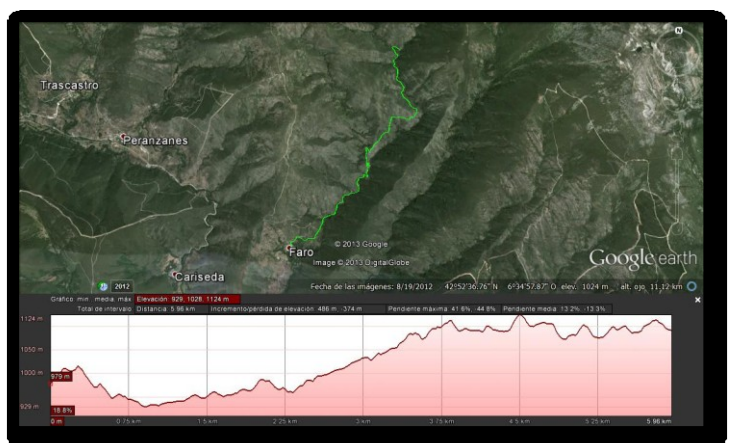 N
Trascastro
Peranzanes
Faro
© 2013 Google
Image © 2013 DigitalGlobe
Google earth
Cariseda
2012
Fecha de las imágenes: 8/19/2012 42°52'36.76" N 6°34'57.87" O elev. 1024 m alt. ojo 11.12 km
Gráfico: mín. media, máx Elevación: 929, 1028, 1124 m
Total de intervalo Distancia: 5.96 km Incremento/pérdida de elevación: 486 m, -374 m Pendiente máxima: 41.6%, -44.8% Pendiente media: 13.2%, -13.3%
1124 m
1050 m
1000 m
979 m
929 m
18.8%
0 m 0.75 km 1.5 km 2.25 km 3 km 3.75 km 4.5 km 5.25 km 5.96 km